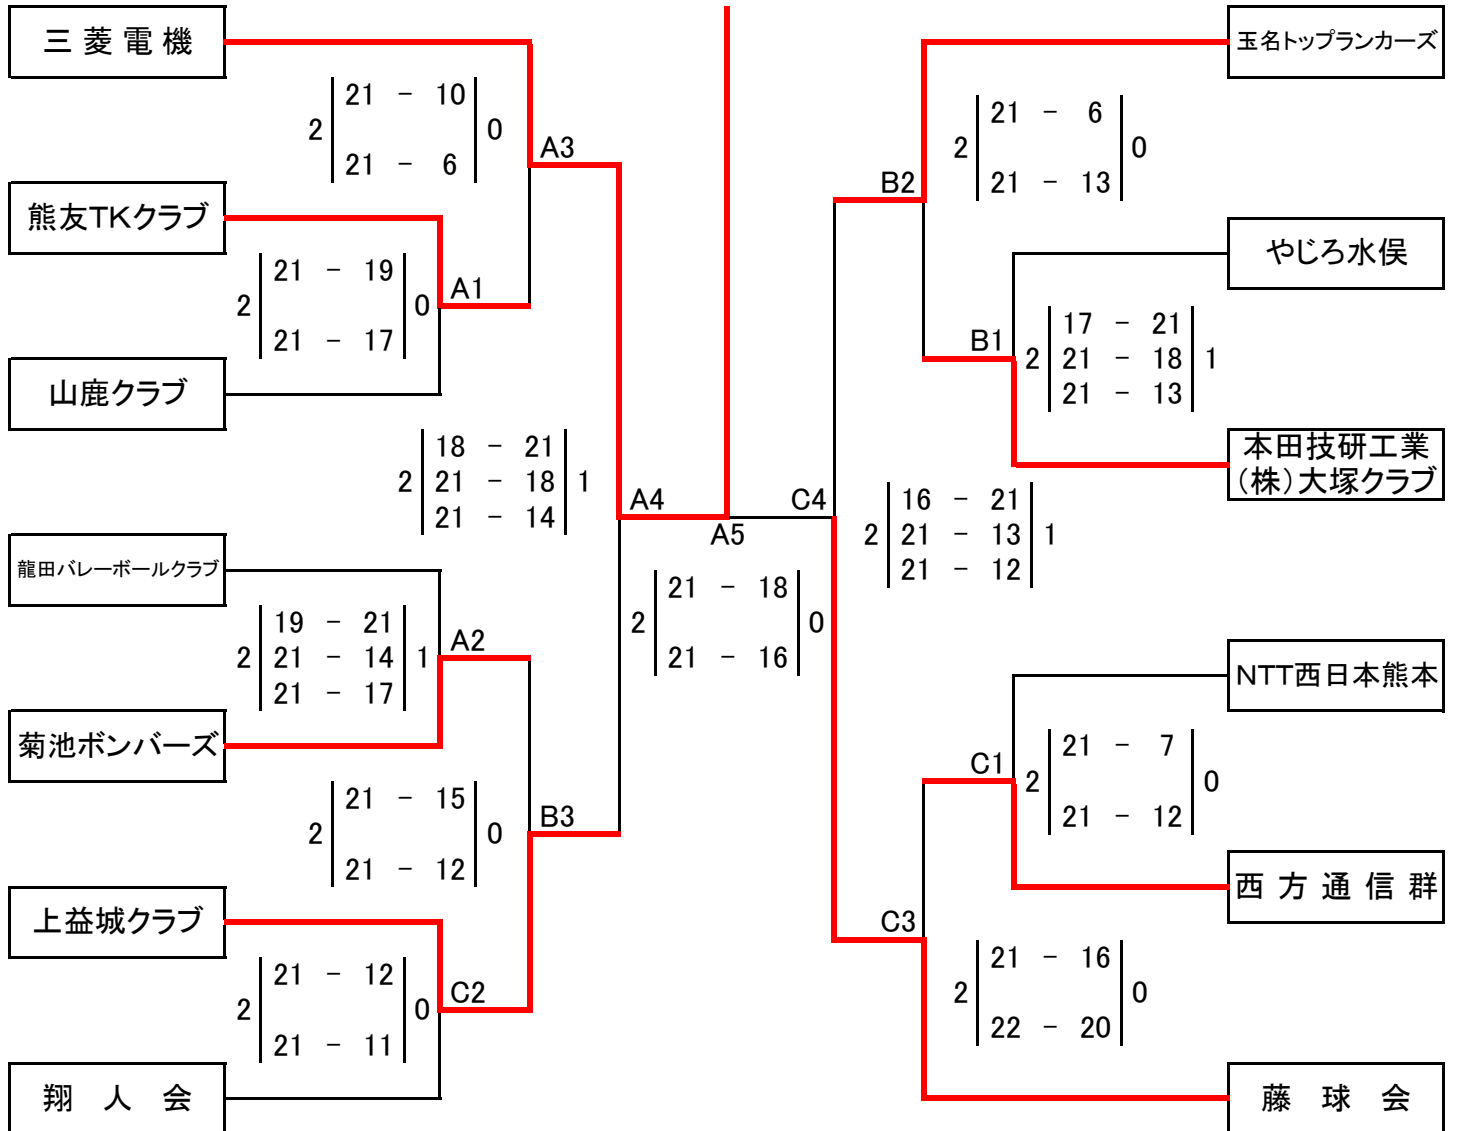 三菱電機
2 21 - 10 0
21 - 6
A3
熊友TKクラブ
2 21 - 19 0
21 - 17
A1
山鹿クラブ
18 - 21
2 21 - 18 1
21 - 14
A4
龍田バレーボールクラブ
19 - 21
2 21 - 14 1
21 - 17
A2
菊池ボンバーズ
2 21 - 15 0
21 - 12
B3
上益城クラブ
2 21 - 12 0
21 - 11
C2
翔人会
A5
2 21 - 18 0
21 - 16
玉名トップランカーズ
2 21 - 6 0
21 - 13
B2
やじろ水俣
17 - 21
2 21 - 18 1
21 - 13
B1
本田技研工業
(株)大塚クラブ
C4
16 - 21
2 21 - 13 1
21 - 12
NTT西日本熊本
2 21 - 7 0
21 - 12
C1
西方通信群
C3
2 21 - 16 0
22 - 20
藤球会